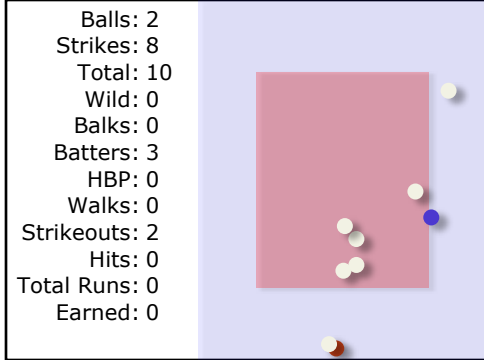 Balls: 2
Strikes: 8
Total: 10
Wild: 0
Balks: 0
Batters: 3
HBP: 0
Walks: 0
Strikeouts: 2
Hits: 0
Total Runs: 0
Earned: 0